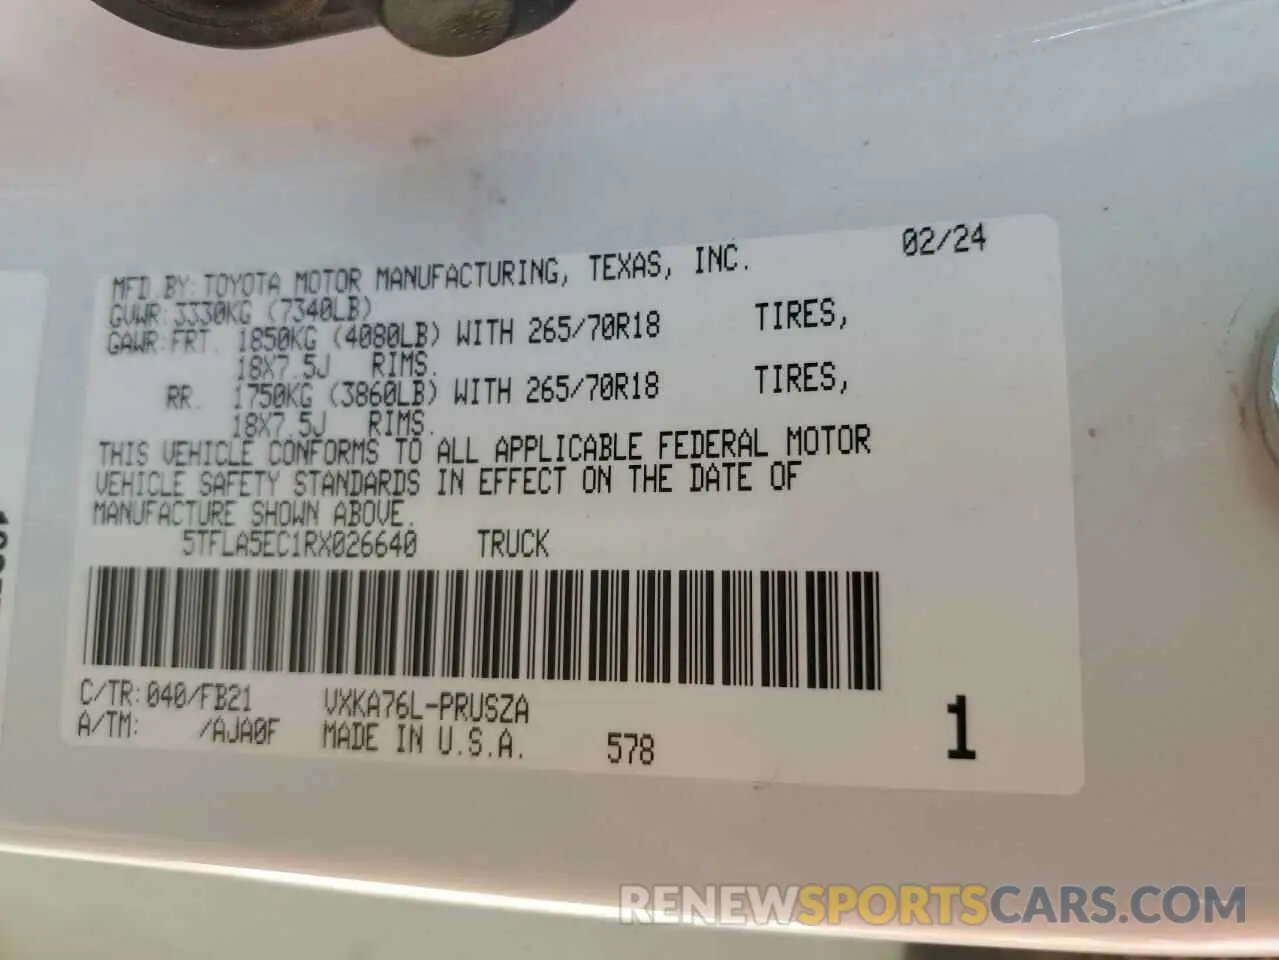 MFD BY: TOYOTA MOTOR MANUFACTURING, TEXAS, INC. 02/24
GVWR: 3330KG (7340LB)
GAWR: FRT. 1850KG (4080LB) WITH 265/70R18 TIRES,
18X7.5J RIMS.
RR. 1750KG (3860LB) WITH 265/70R18 TIRES,
18X7.5J RIMS.
THIS VEHICLE CONFORMS TO ALL APPLICABLE FEDERAL MOTOR
VEHICLE SAFETY STANDARDS IN EFFECT ON THE DATE OF
MANUFACTURE SHOWN ABOVE.
5TFLA5EC1RX026640 TRUCK
C/TR: 040/FB21 VXKA76L-PRUSZA
A/TM: /AJA0F MADE IN U.S.A. 578 1
RENEWSPORTSCARS.COM